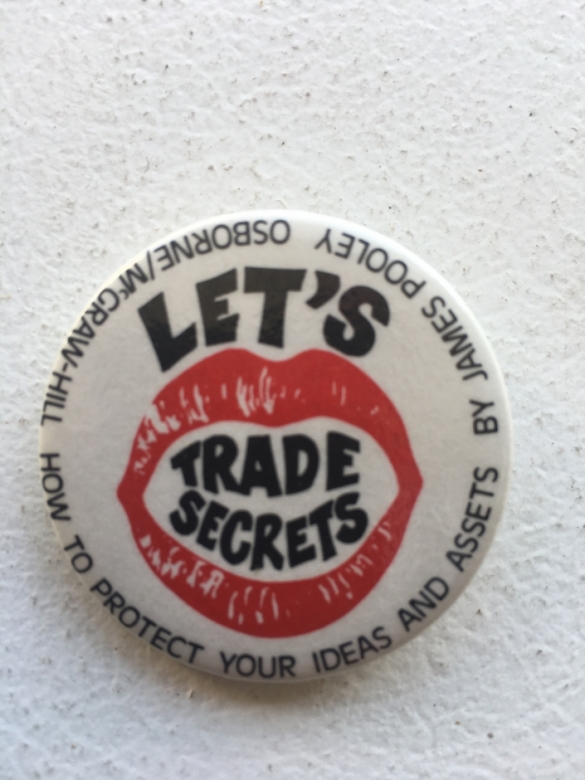 LET'S
TRADE
SECRETS
HOW TO PROTECT YOUR IDEAS AND ASSETS BY JAMES POOLEY OSBORNE/McGRAW-HILL